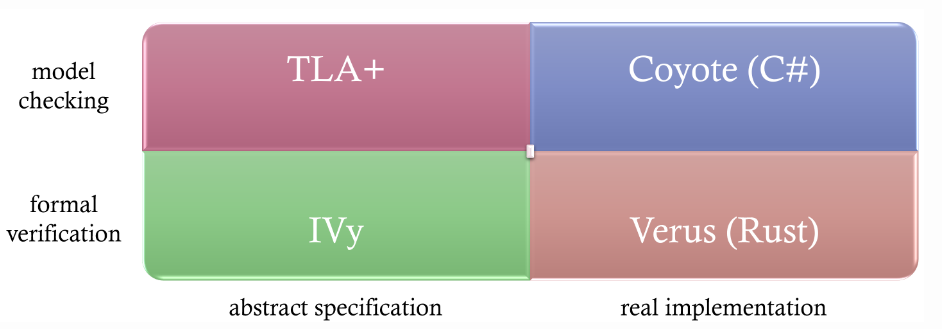 model
checking
TLA+
Coyote (C#)
formal
verification
IVy
Verus (Rust)
abstract specification
real implementation